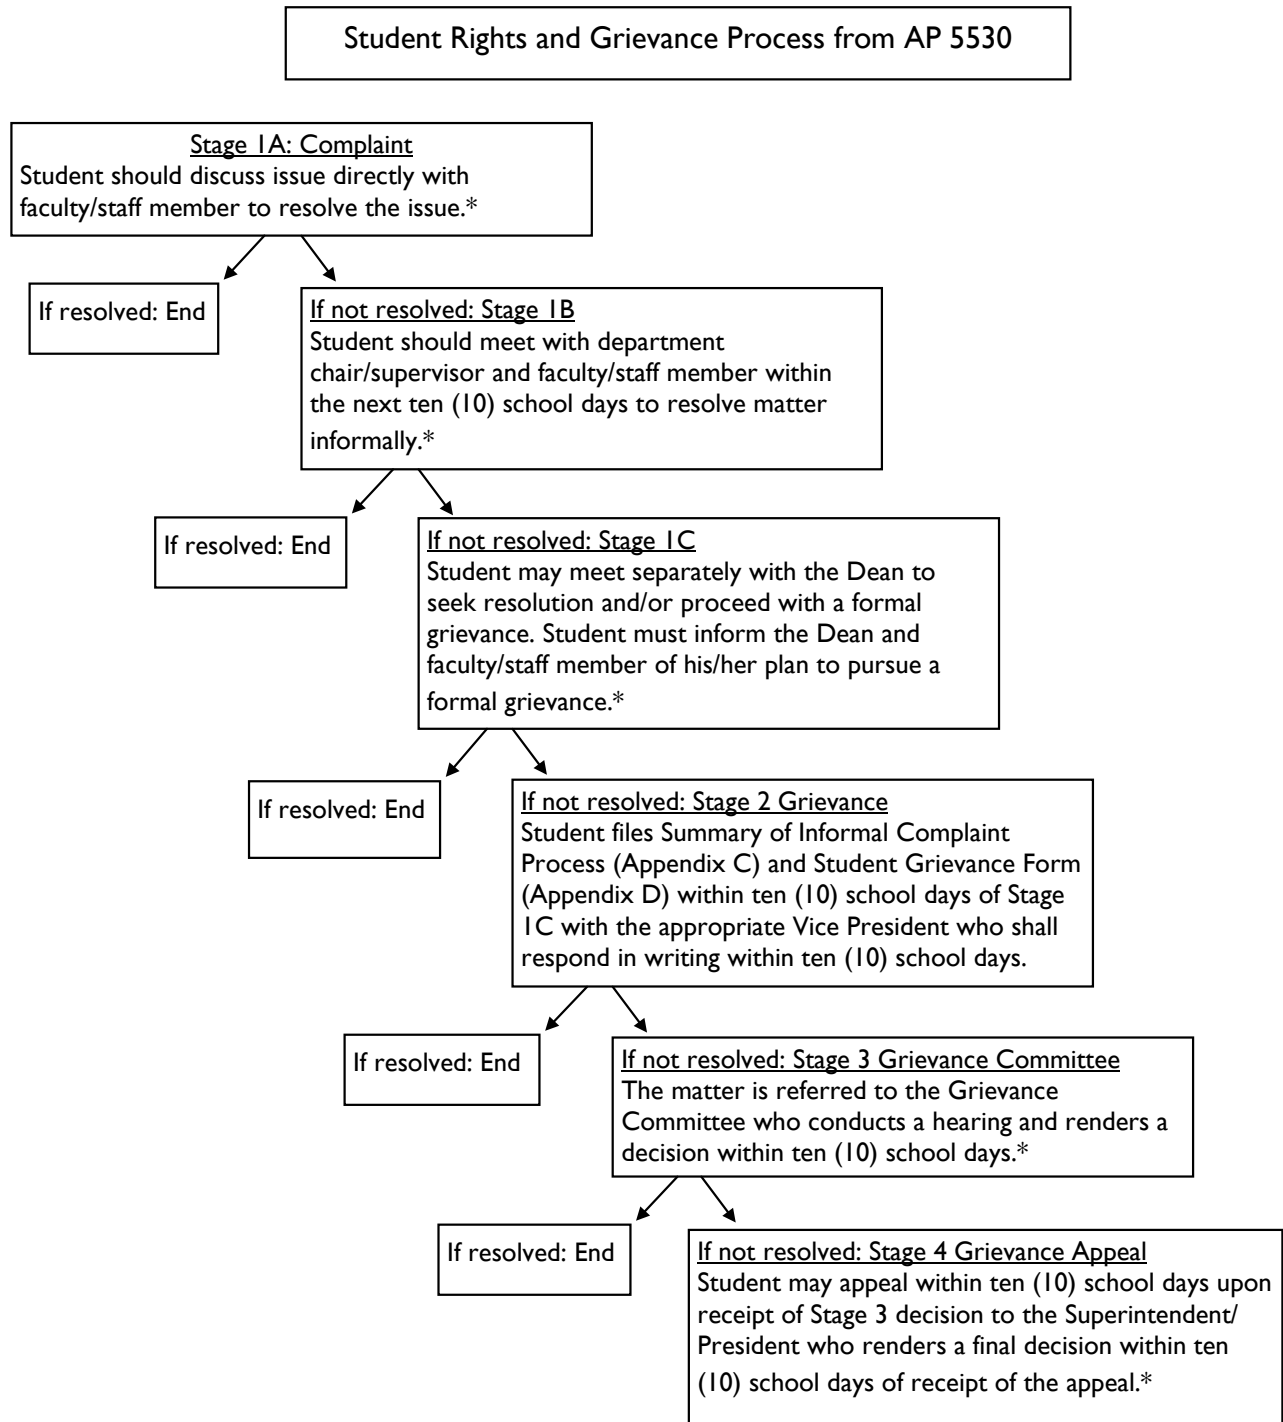 Student Rights and Grievance Process from AP 5530
Stage 1A: Complaint
Student should discuss issue directly with
faculty/staff member to resolve the issue.*
If resolved: End
If not resolved: Stage 1B
Student should meet with department
chair/supervisor and faculty/staff member within
the next ten (10) school days to resolve matter
informally.*
If resolved: End
If not resolved: Stage 1C
Student may meet separately with the Dean to
seek resolution and/or proceed with a formal
grievance. Student must inform the Dean and
faculty/staff member of his/her plan to pursue a
formal grievance.*
If resolved: End
If not resolved: Stage 2 Grievance
Student files Summary of Informal Complaint
Process (Appendix C) and Student Grievance Form
(Appendix D) within ten (10) school days of Stage
1C with the appropriate Vice President who shall
respond in writing within ten (10) school days.
If resolved: End
If not resolved: Stage 3 Grievance Committee
The matter is referred to the Grievance
Committee who conducts a hearing and renders a
decision within ten (10) school days.*
If resolved: End
If not resolved: Stage 4 Grievance Appeal
Student may appeal within ten (10) school days upon
receipt of Stage 3 decision to the Superintendent/
President who renders a final decision within ten
(10) school days of receipt of the appeal.*